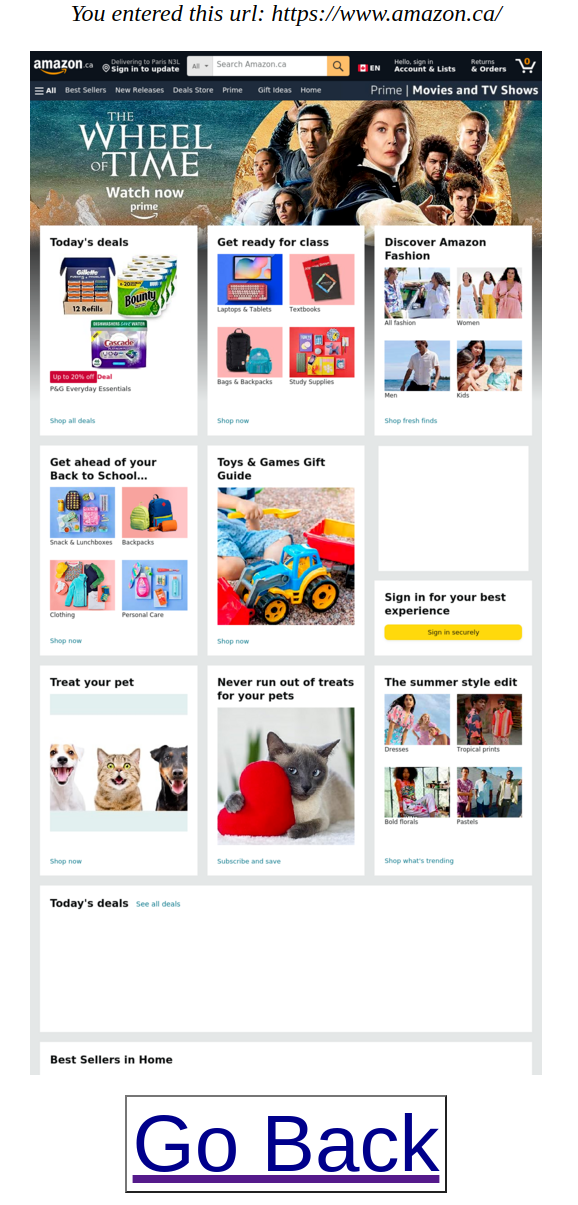 You entered this url: https://www.amazon.ca/
amazon.ca
Delivering to Paris N3L
Sign in to update
All
Search Amazon.ca
EN
Hello, sign in
Account & Lists
Returns
& Orders
0
All Best Sellers New Releases Deals Store Prime Gift Ideas Home
Prime | Movies and TV Shows
THE
WHEEL
OF TIME
Watch now
prime
Today's deals
Gillette
12 Refills
Bounty
Cascade
Up to 20% off Deal
P&G Everyday Essentials
Shop all deals
Get ready for class
Laptops & Tablets Textbooks
Bags & Backpacks Study Supplies
Shop now
Discover Amazon
Fashion
All fashion Women
Men Kids
Shop fresh finds
Get ahead of your
Back to School...
Snack & Lunchboxes Backpacks
Clothing Personal Care
Shop now
Toys & Games Gift
Guide
Shop now
Sign in for your best
experience
Sign in securely
Treat your pet
Shop now
Never run out of treats
for your pets
Subscribe and save
The summer style edit
Dresses Tropical prints
Bold florals Pastels
Shop what's trending
Today's deals See all deals
Best Sellers in Home
Go Back